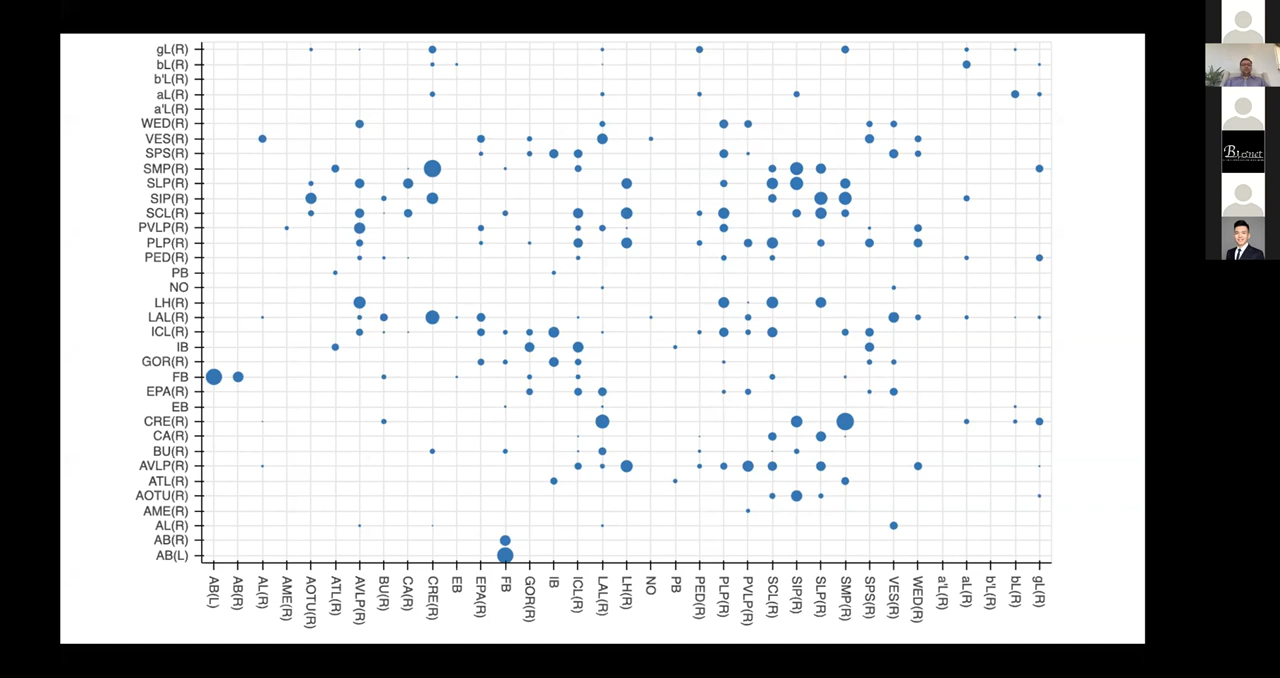 gL(R)
bL(R)
b'L(R)
aL(R)
a'L(R)
WED(R)
VES(R)
SPS(R)
SMP(R)
SLP(R)
SIP(R)
SCL(R)
PVLP(R)
PLP(R)
PED(R)
PB
NO
LH(R)
LAL(R)
ICL(R)
IB
GOR(R)
FB
EPA(R)
EB
CRE(R)
CA(R)
BU(R)
AVLP(R)
ATL(R)
AOTU(R)
AME(R)
AL(R)
AB(R)
AB(L)
AB(L)
AB(R)
AL(R)
AME(R)
AOTU(R)
ATL(R)
AVLP(R)
BU(R)
CA(R)
CRE(R)
EB
EPA(R)
FB
GOR(R)
IB
ICL(R)
LAL(R)
LH(R)
NO
PB
PED(R)
PLP(R)
PVLP(R)
SCL(R)
SIP(R)
SLP(R)
SMP(R)
SPS(R)
VES(R)
WED(R)
a'L(R)
aL(R)
b'L(R)
bL(R)
gL(R)